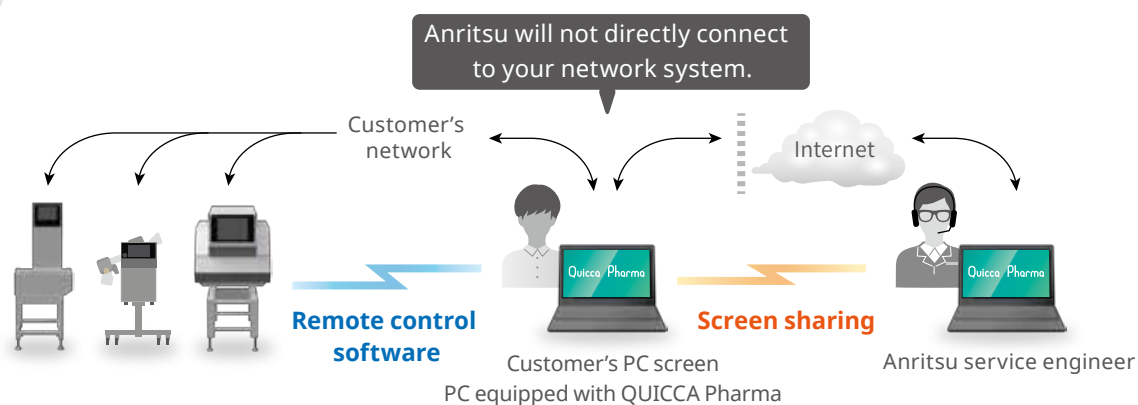 Anritsu will not directly connect
to your network system.
Customer's
network
Internet
Quicca Pharma
Quicca Pharma
Remote control
software
Screen sharing
Customer's PC screen
PC equipped with QUICCA Pharma
Anritsu service engineer